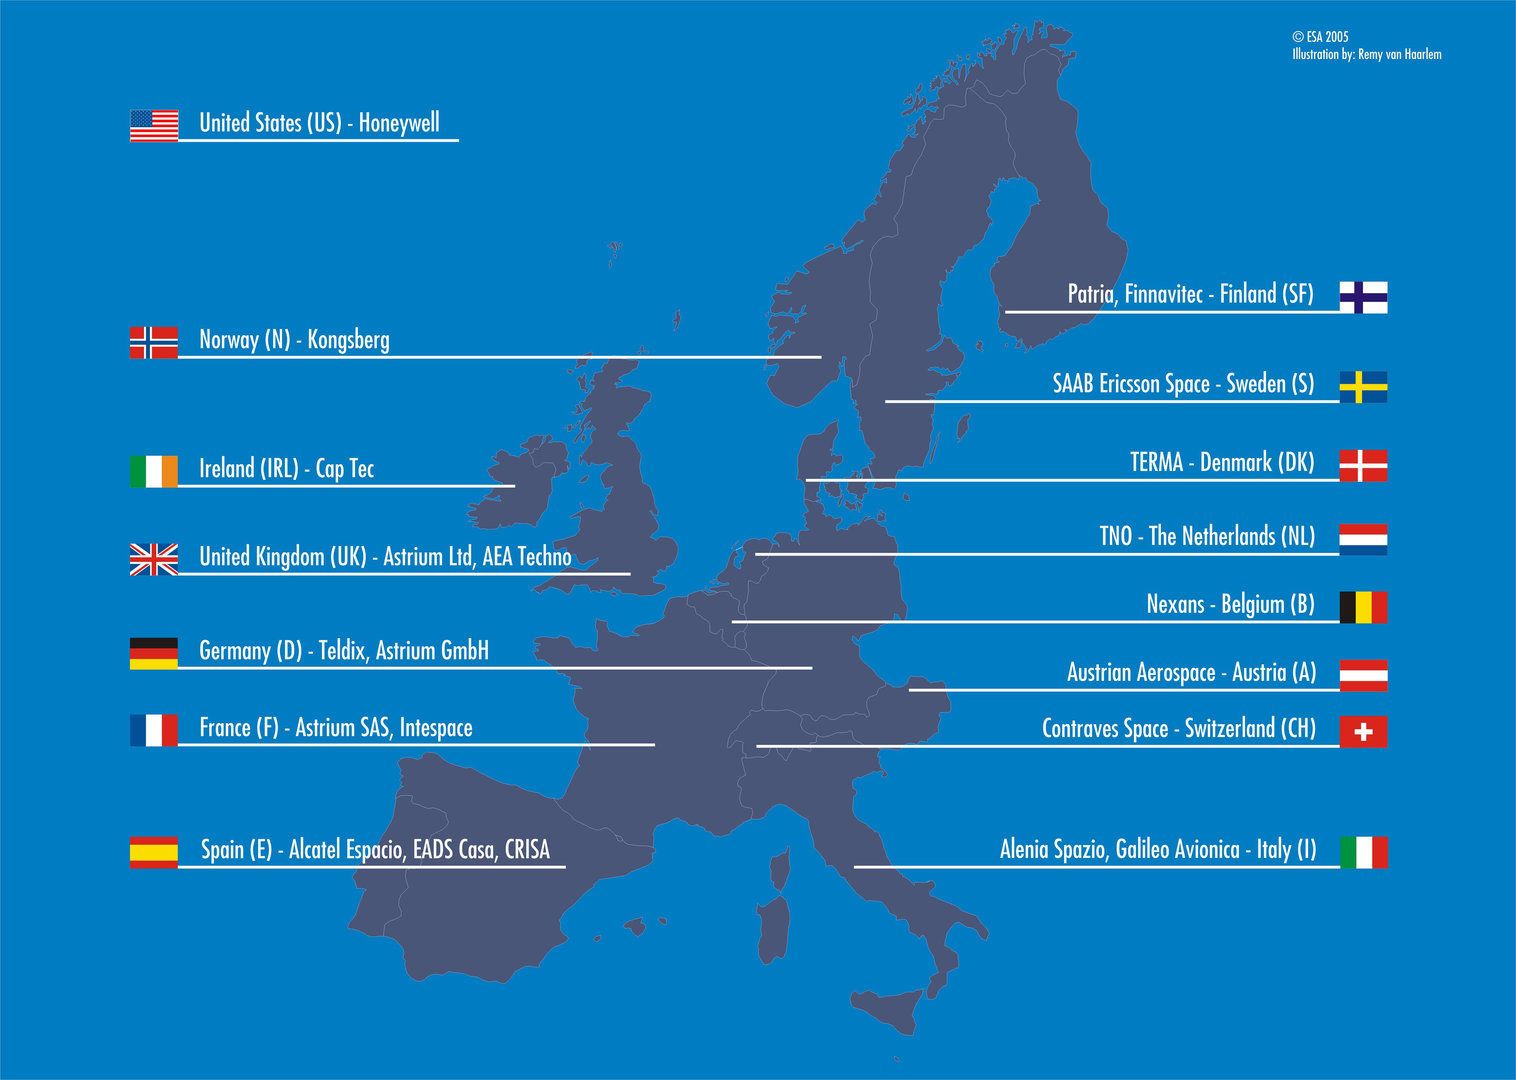 © ESA 2005
Illustration by: Remy van Haarlem
United States (US) - Honeywell
Norway (N) - Kongsberg
Ireland (IRL) - Cap Tec
United Kingdom (UK) - Astrium Ltd, AEA Techno
Germany (D) - Teldix, Astrium GmbH
France (F) - Astrium SAS, Intespace
Spain (E) - Alcatel Espacio, EADS Casa, CRISA
Patria, Finnavitec - Finland (SF)
SAAB Ericsson Space - Sweden (S)
TERMA - Denmark (DK)
TNO - The Netherlands (NL)
Nexans - Belgium (B)
Austrian Aerospace - Austria (A)
Contraves Space - Switzerland (CH)
Alenia Spazio, Galileo Avionica - Italy (I)